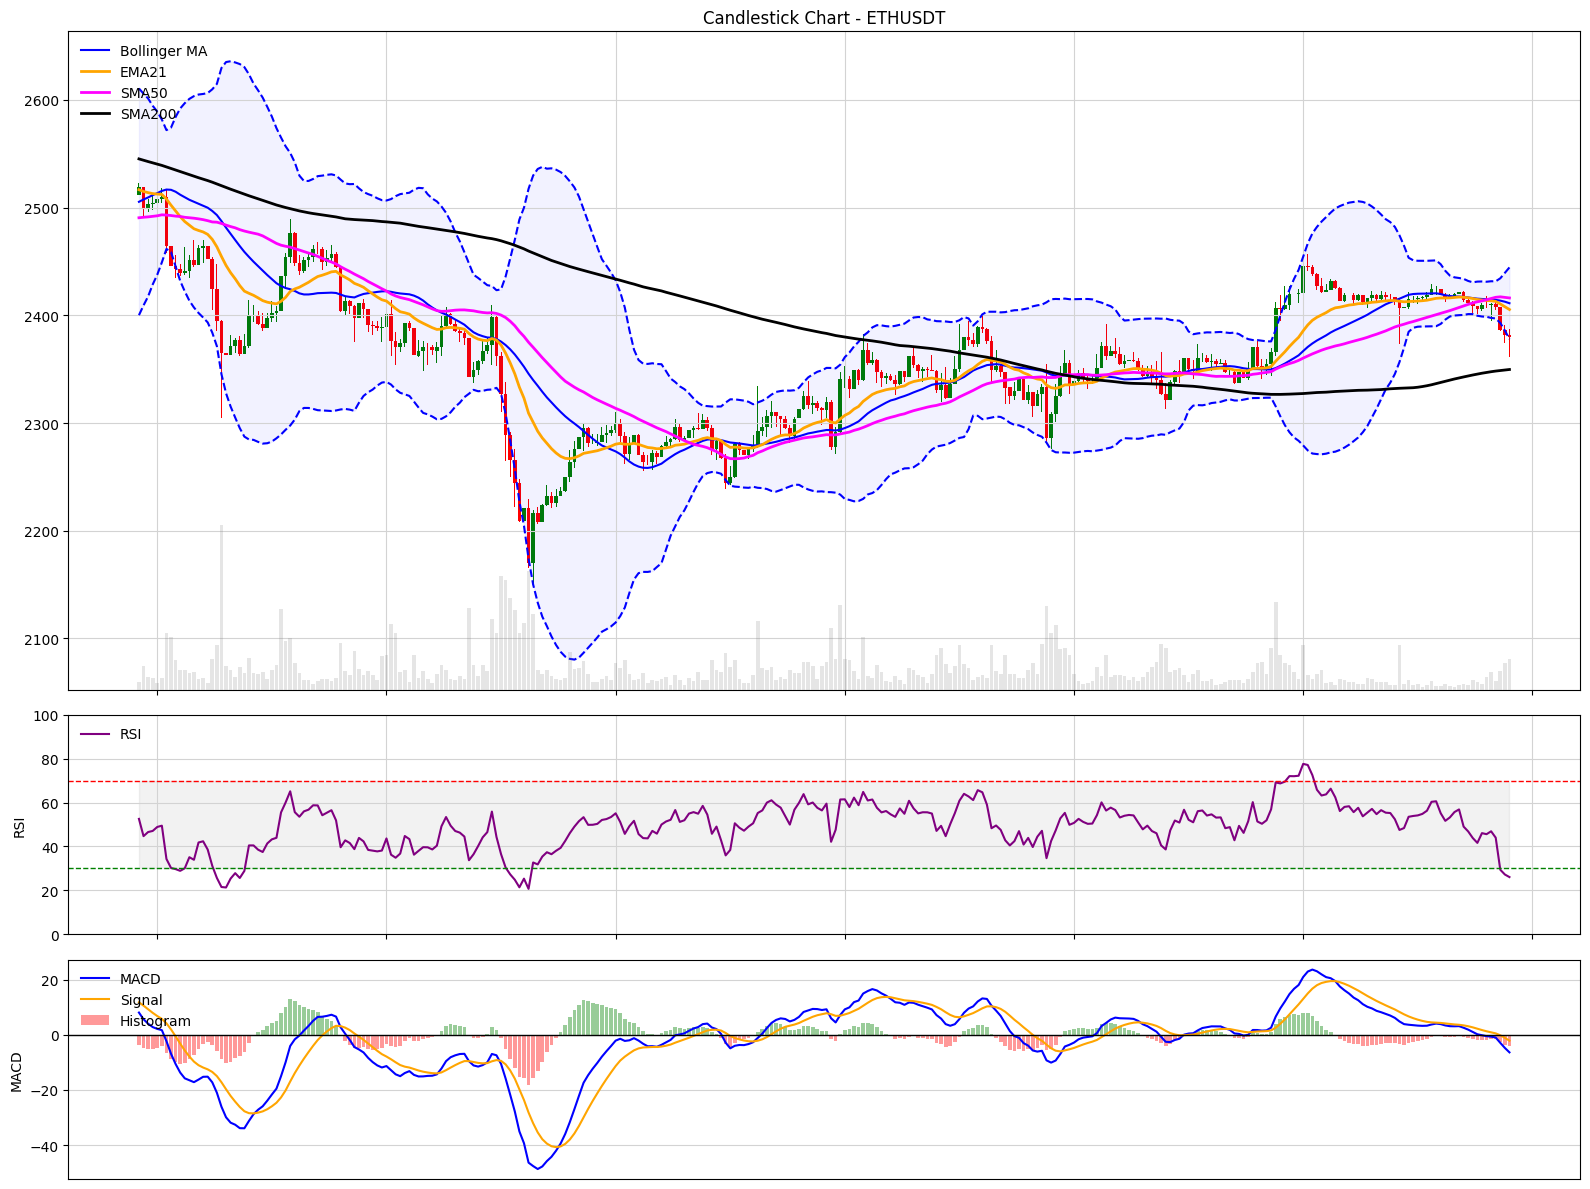 Candlestick Chart - ETHUSDT
Bollinger MA
EMA21
SMA50
SMA200
2600
2500
2400
2300
2200
2100
RSI
100
80
60
40
20
0
RSI
MACD
Signal
Histogram
20
0
−20
−40
MACD